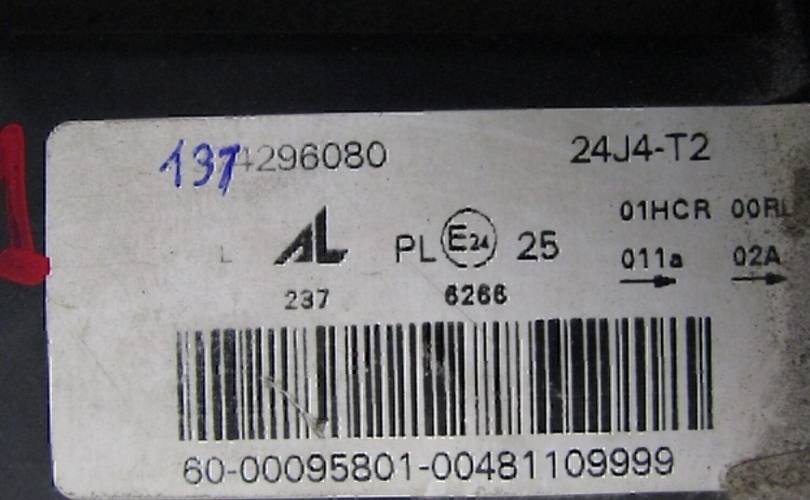 137 4296080 24J4-T2
01HCR 00RL
L AL PL E24 25 011a 02A
237 6266
60-00095801-00481109999